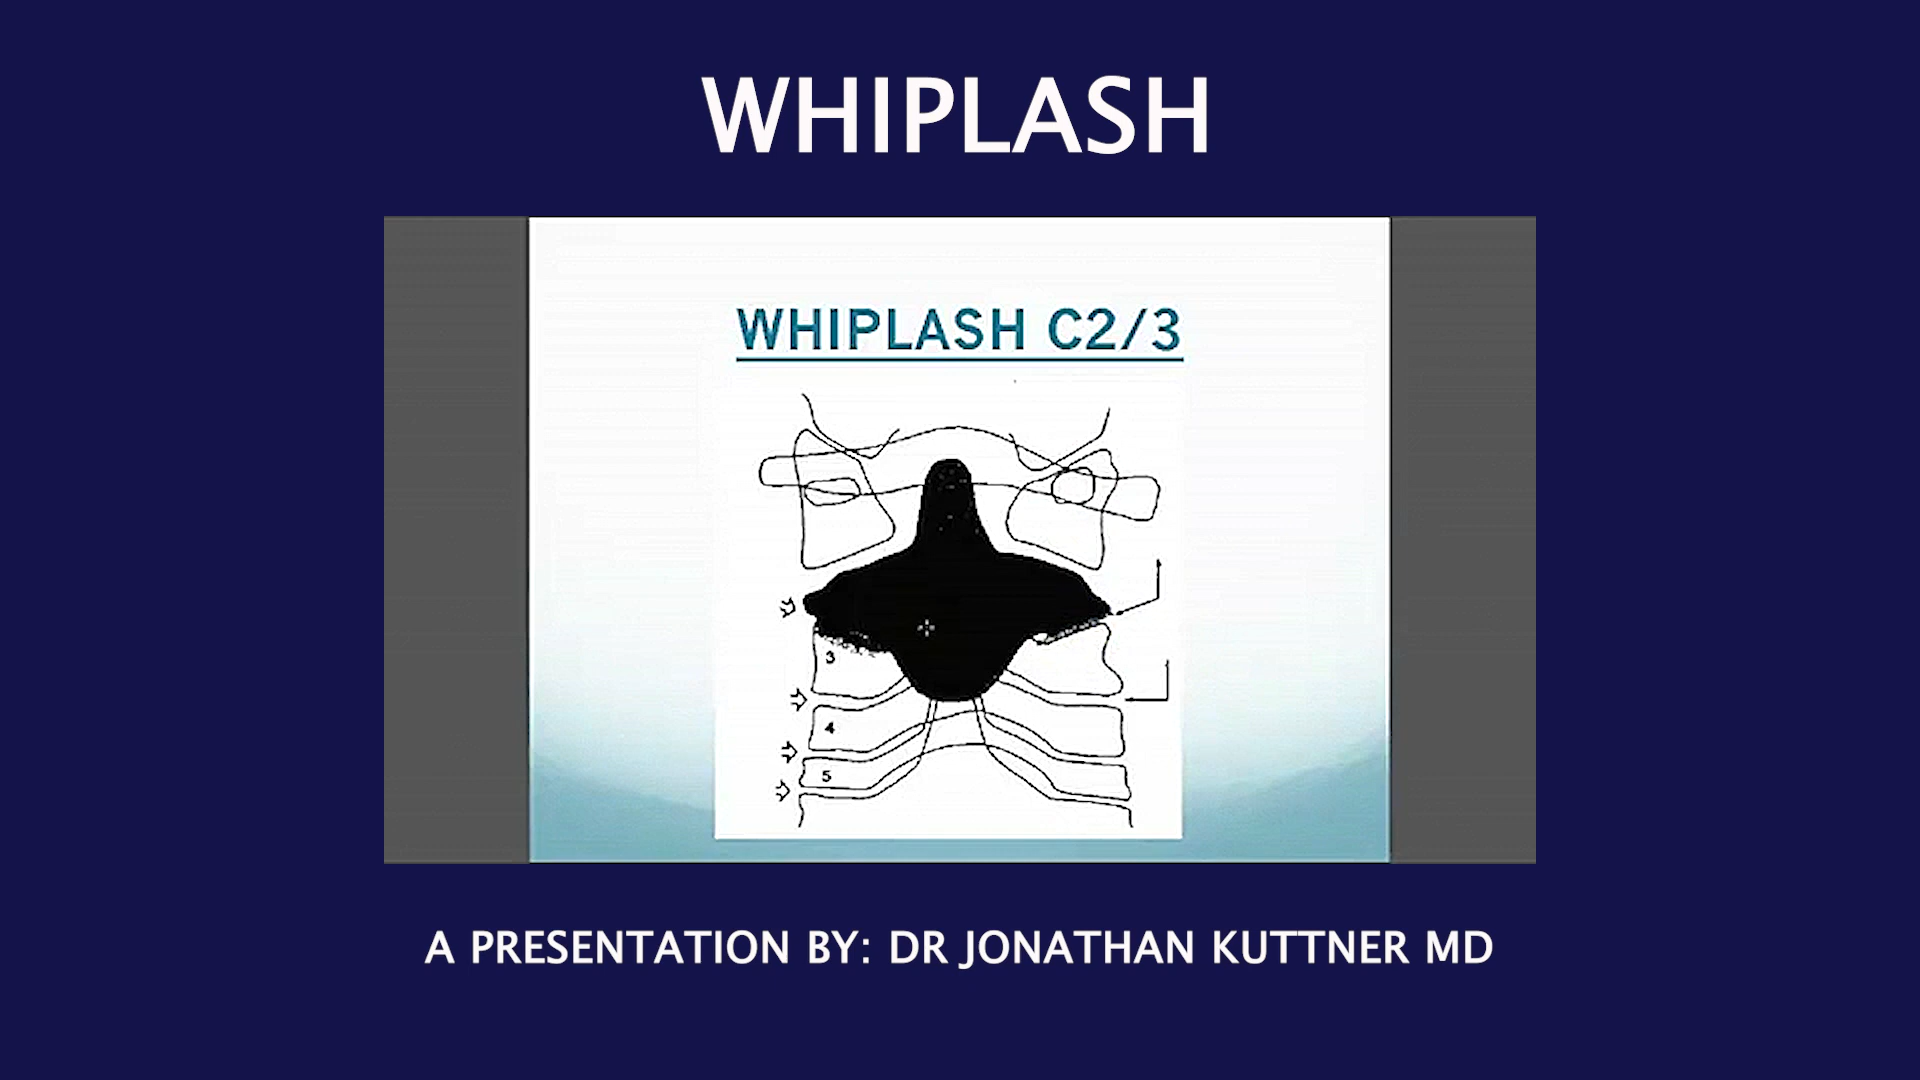 WHIPLASH
WHIPLASH C2/3
3
4
5
A PRESENTATION BY: DR JONATHAN KUTTNER MD